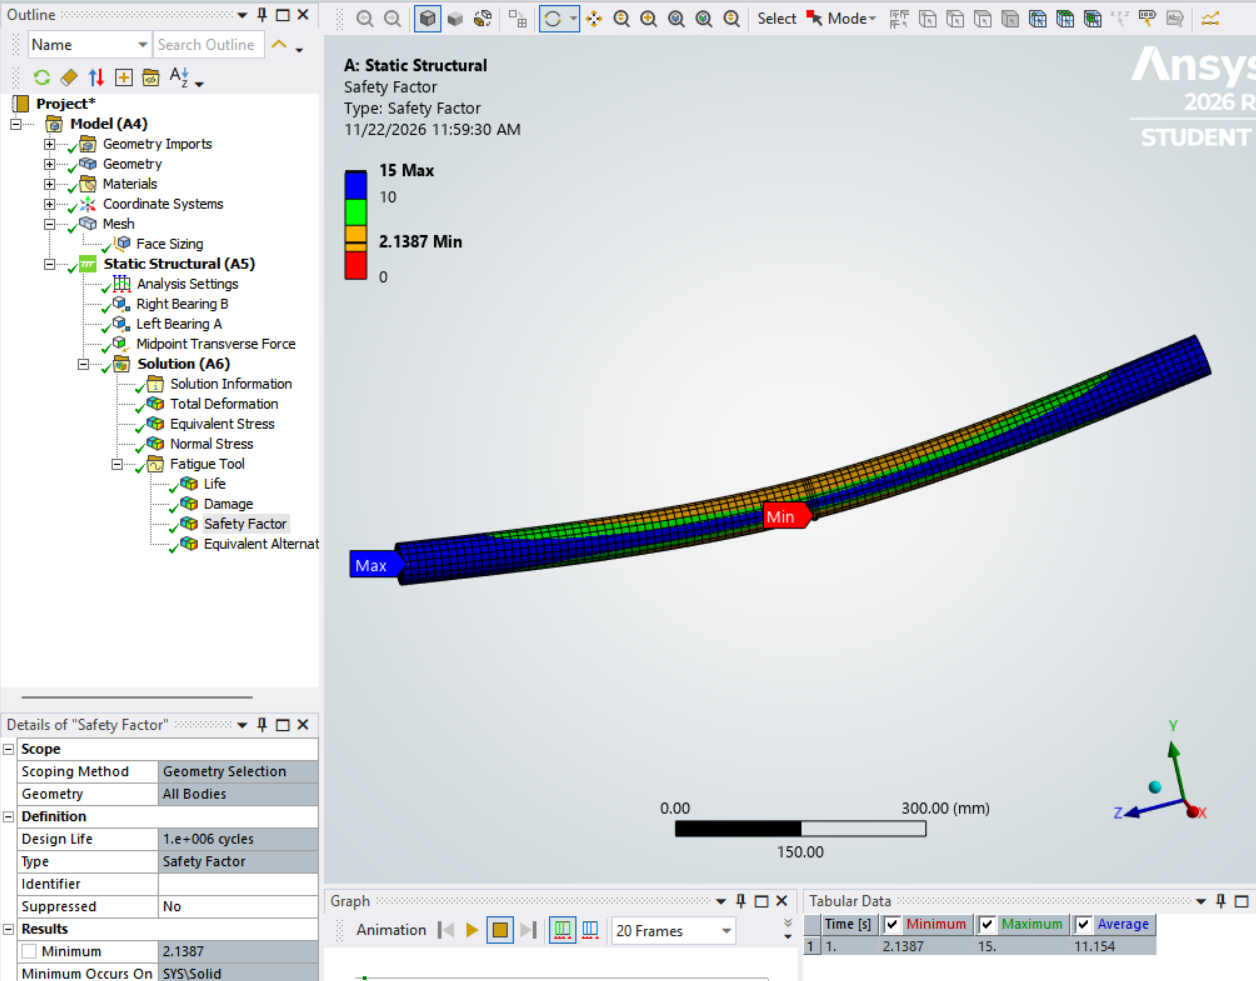 Outline
Name
Search Outline
Project*
Model (A4)
Geometry Imports
Geometry
Materials
Coordinate Systems
Mesh
Face Sizing
Static Structural (A5)
Analysis Settings
Right Bearing B
Left Bearing A
Midpoint Transverse Force
Solution (A6)
Solution Information
Total Deformation
Equivalent Stress
Normal Stress
Fatigue Tool
Life
Damage
Safety Factor
Equivalent Alternat
Details of "Safety Factor"
Scope
Scoping Method Geometry Selection
Geometry All Bodies
Definition
Design Life 1.e+006 cycles
Type Safety Factor
Identifier
Suppressed No
Results
Minimum 2.1387
Minimum Occurs On SYS\Solid
Select Mode
A: Static Structural
Safety Factor
Type: Safety Factor
11/22/2026 11:59:30 AM
15 Max
10
2.1387 Min
0
Ansys
2026 R
STUDENT
Min
Max
0.00 300.00 (mm)
150.00
Y
Z X
Graph
Animation 20 Frames
Tabular Data
Time [s] Minimum Maximum Average
1 1. 2.1387 15. 11.154